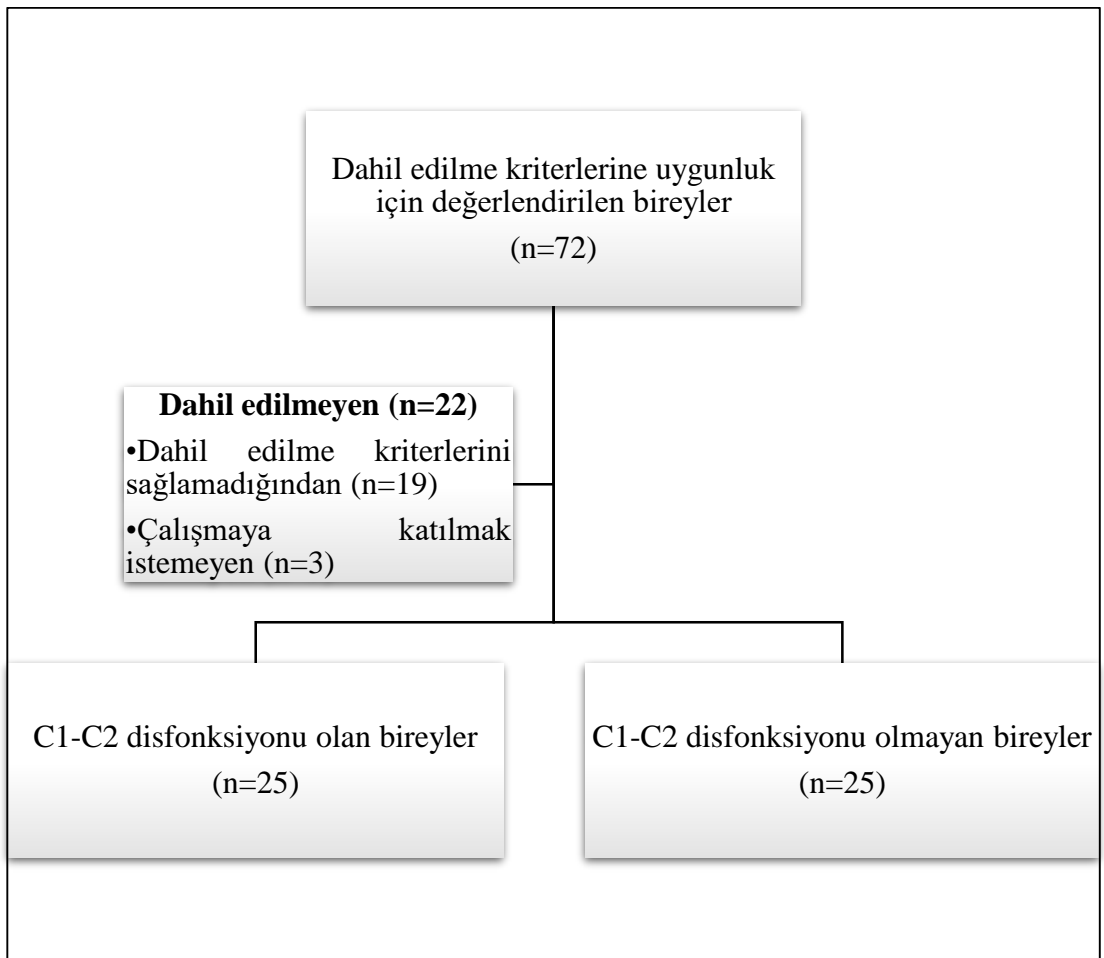 Dahil edilme kriterlerine uygunluk
için değerlendirilen bireyler
(n=72)
Dahil edilmeyen (n=22)
•Dahil edilme kriterlerini
sağlamadığından (n=19)
•Çalışmaya katılmak
istemeyen (n=3)
C1-C2 disfonksiyonu olan bireyler
(n=25)
C1-C2 disfonksiyonu olmayan bireyler
(n=25)